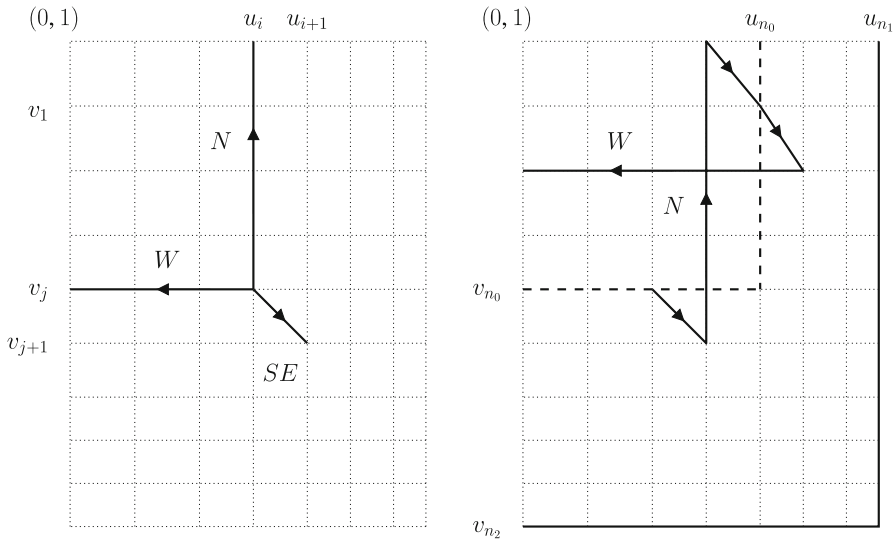 (0, 1) u_i u_{i+1}
v_1
N
W
v_j
v_{j+1}
SE
(0, 1) u_{n_0} u_{n_1}
W
N
v_{n_0}
v_{n_2}